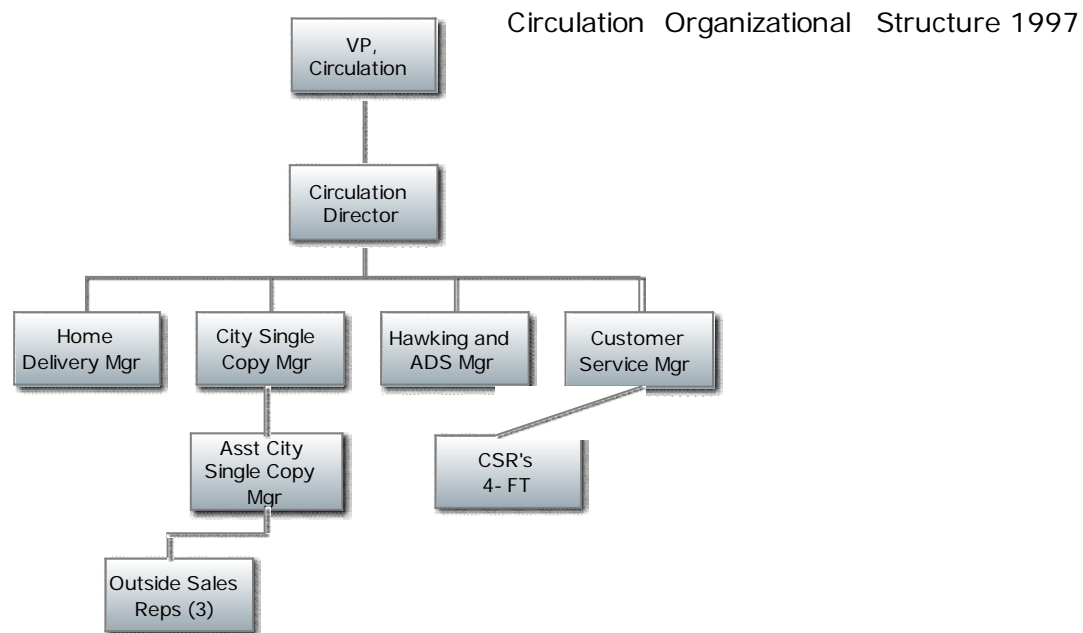 Circulation Organizational Structure 1997
VP,
Circulation
Circulation
Director
Home
Delivery Mgr
City Single
Copy Mgr
Hawking and
ADS Mgr
Customer
Service Mgr
Asst City
Single Copy
Mgr
CSR's
4- FT
Outside Sales
Reps (3)